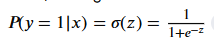 P(y = 1|x) = σ(z) = 1/(1+e^{-z})